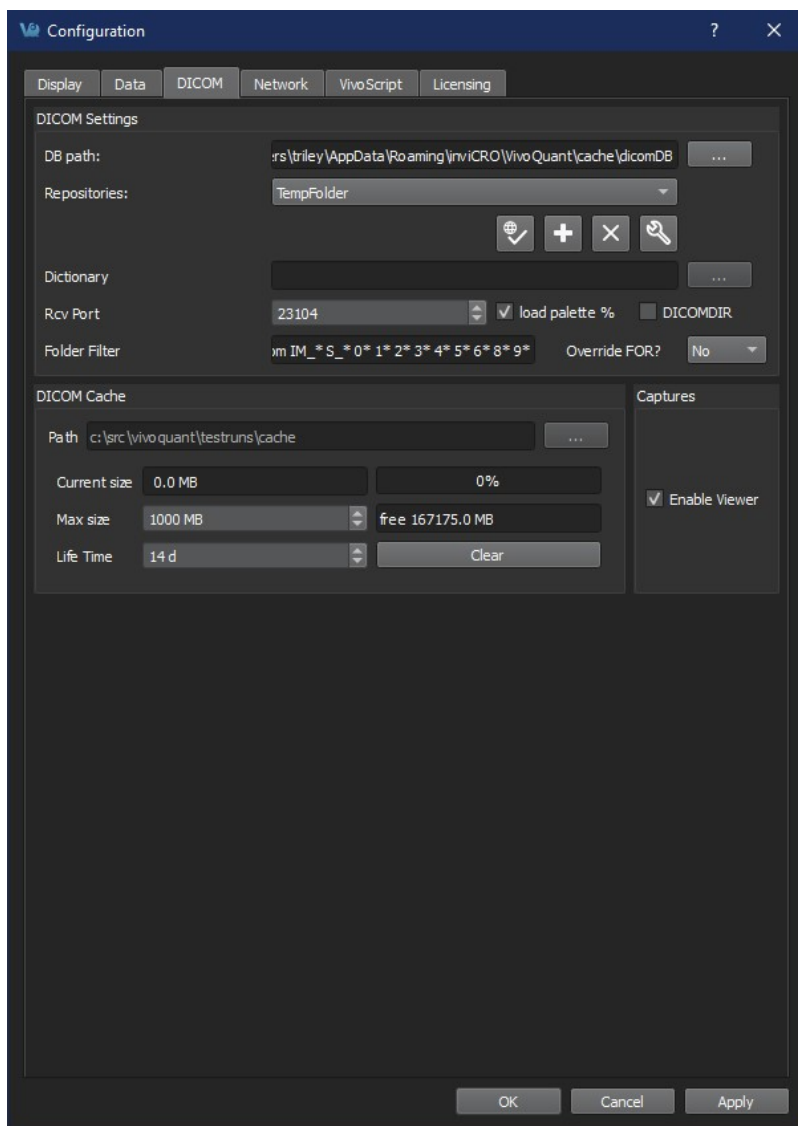 Configuration ? ×
Display Data DICOM Network VivoScript Licensing
DICOM Settings
DB path: rs\triley\AppData\Roaming\inviCRO\VivoQuant\cache\dicomDB ...
Repositories: TempFolder
Dictionary ...
Rcv Port 23104 load palette % DICOMDIR
Folder Filter om IM_* S_* 0* 1* 2* 3* 4* 5* 6* 8* 9* Override FOR? No
DICOM Cache Captures
Path c:\src\vivoquant\testruns\cache ...
Current size 0.0 MB 0%
Enable Viewer
Max size 1000 MB free 167175.0 MB
Life Time 14 d Clear
OK Cancel Apply